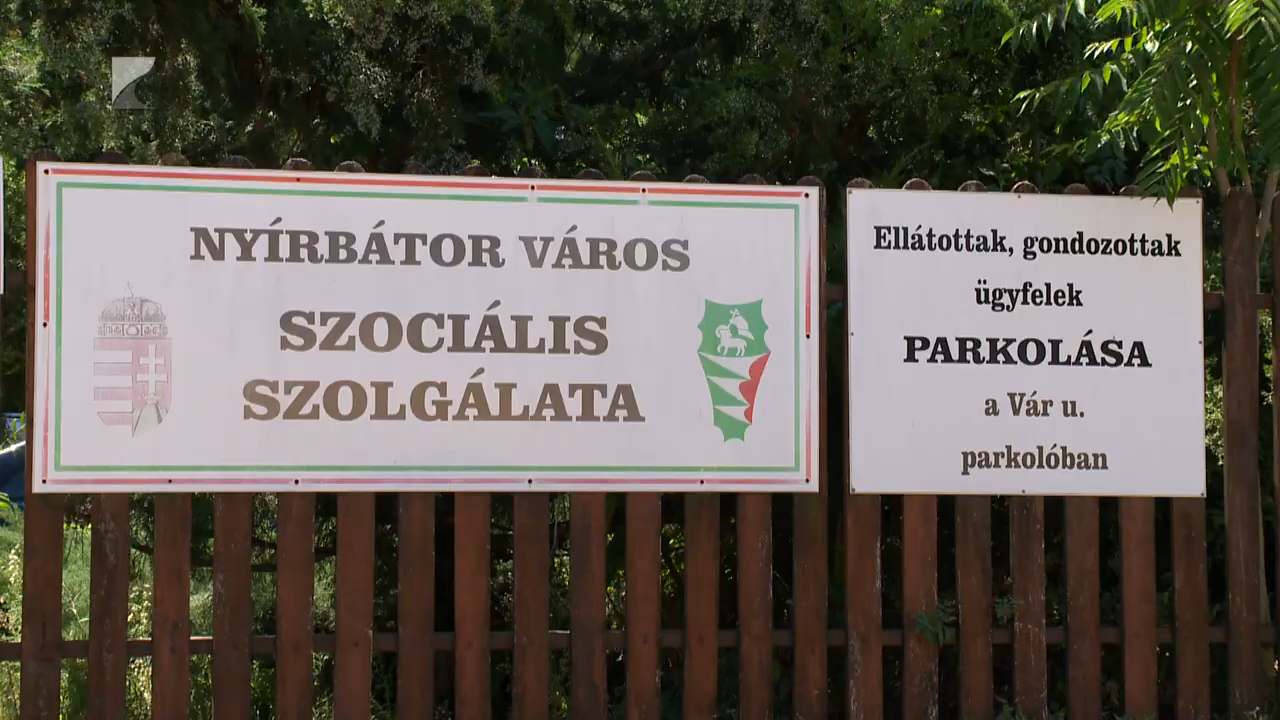 NYÍRBÁTOR VÁROS
SZOCIÁLIS
SZOLGÁLATA
Ellátottak, gondozottak
ügyfelek
PARKOLÁSA
a Vár u.
parkolóban